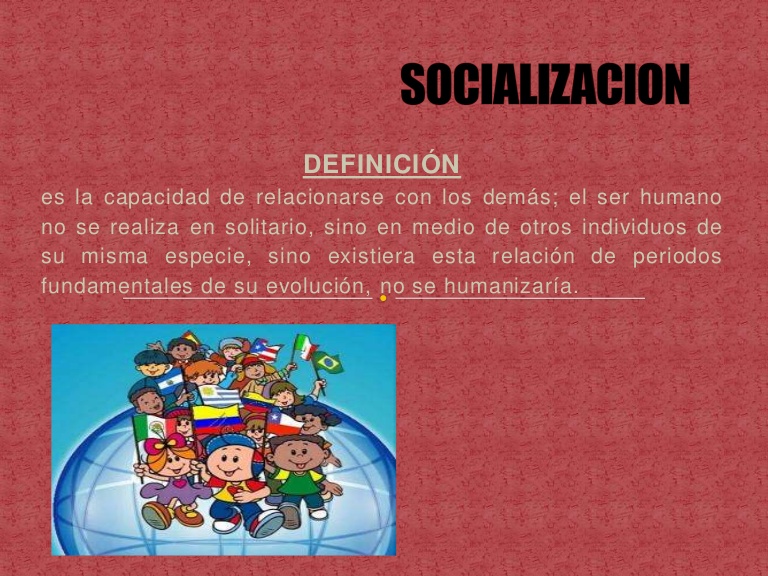 SOCIALIZACION
DEFINICIÓN
es la capacidad de relacionarse con los demás; el ser humano
no se realiza en solitario, sino en medio de otros individuos de
su misma especie, sino existiera esta relación de periodos
fundamentales de su evolución, no se humanizaría.